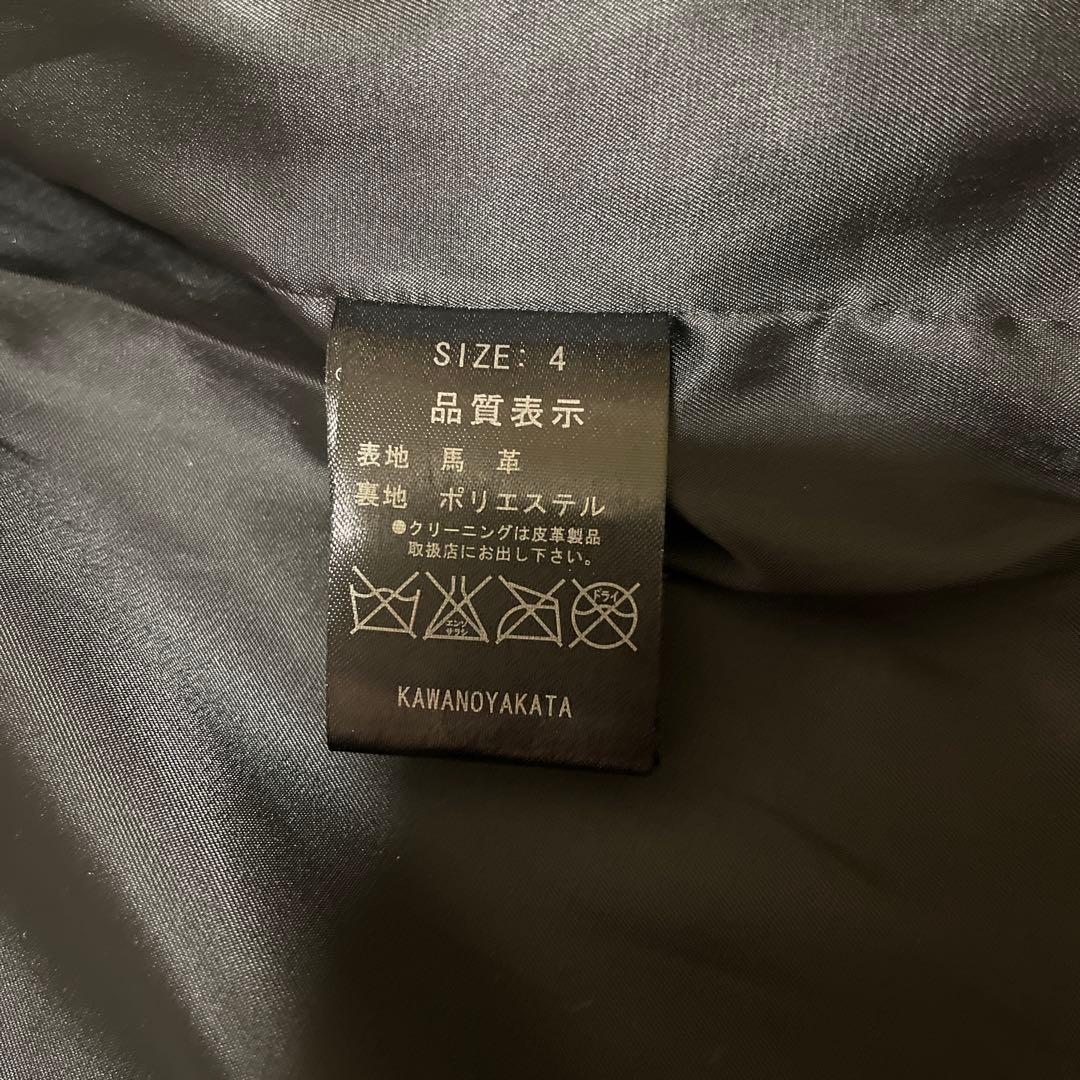 SIZE: 4
品質表示
表地 馬 革
裏地 ポリエステル
●クリーニングは皮革製品
取扱店にお出し下さい。
エンソ
サラシ
ドライ
KAWANOYAKATA